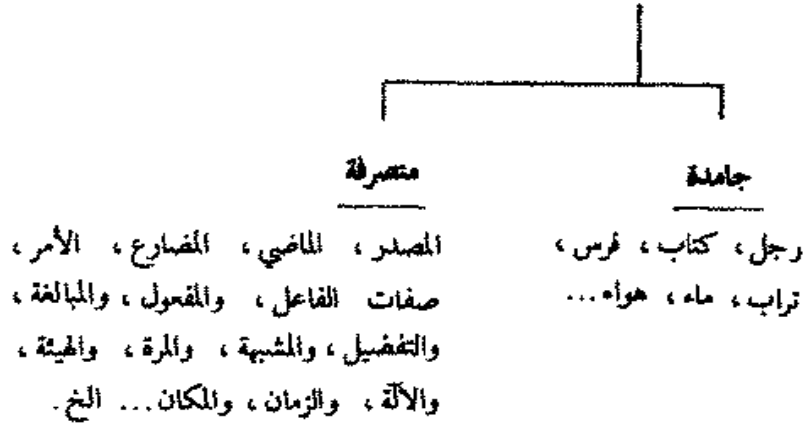 جامدة
رجل، كتاب، فرس،
تراب، ماء، هواء...
متصرفة
المصدر، الماضي، المضارع، الأمر،
صفات الفاعل، والمفعول، والمبالغة،
والتفضيل، والمشبهة، والمرة، والهيئة،
والآلة، والزمان، والمكان... الخ.